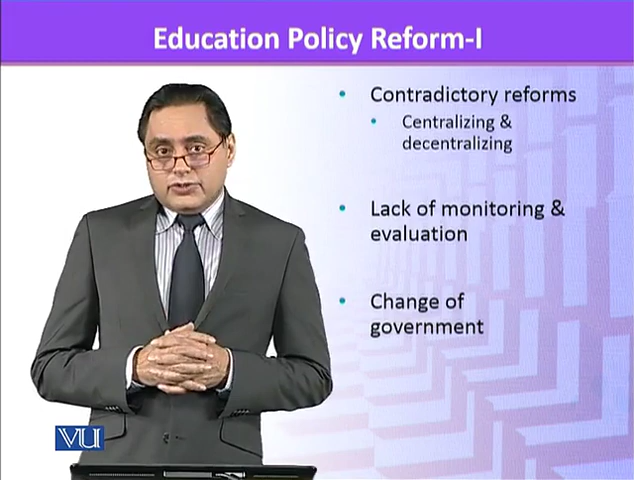 Education Policy Reform-I
Contradictory reforms
Centralizing &
decentralizing
Lack of monitoring &
evaluation
Change of
government
VU